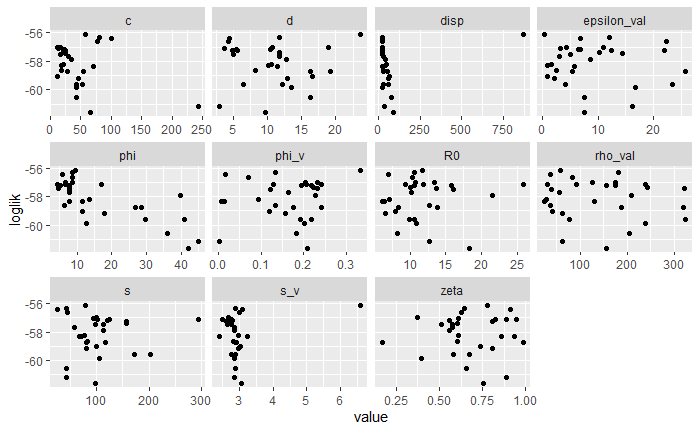 c d disp epsilon_val
-56
-58
-60
0 50 100 150 200 250 5 10 15 20 0 250 500 750 0 10 20
phi phi_v R0 rho_val
-56
-58
-60
10 20 30 40 0.0 0.1 0.2 0.3 10 15 20 25 100 200 300
s s_v zeta
-56
-58
-60
100 200 300 3 4 5 6 0.25 0.50 0.75 1.00
loglik
value